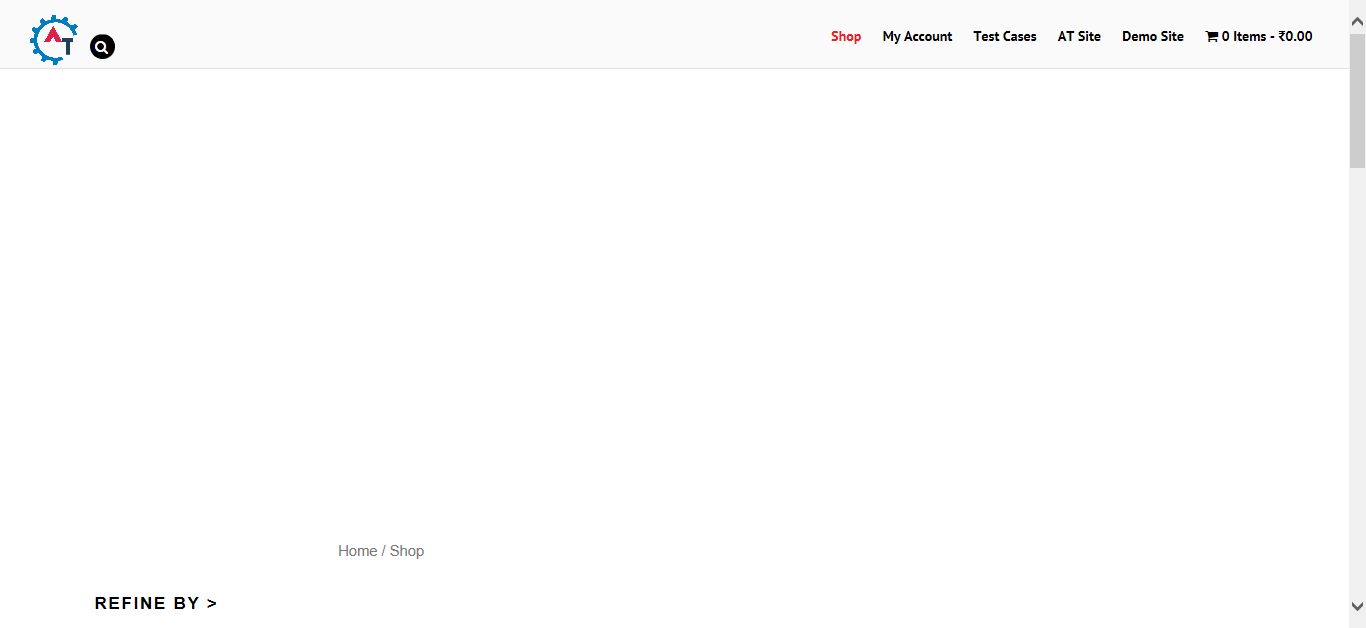 AT
Shop My Account Test Cases AT Site Demo Site 0 Items - ₹0.00
Home / Shop
REFINE BY >